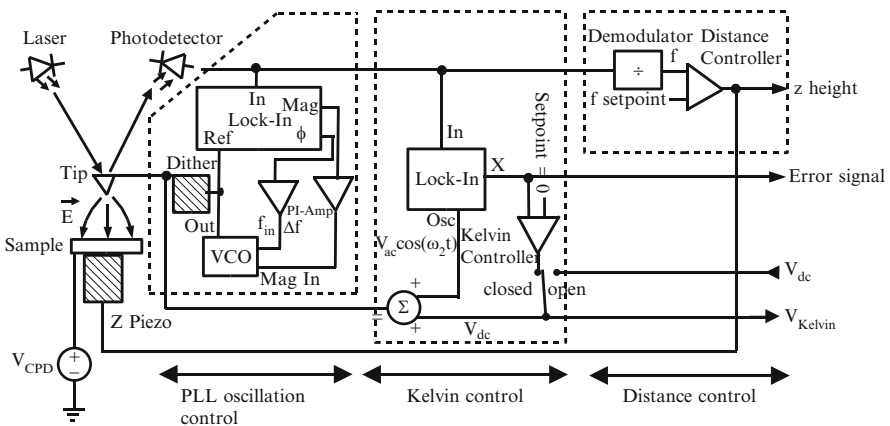 Laser
Photodetector
Demodulator
Distance
Controller
÷
f
f setpoint
z height
In
Mag
Lock-In
ϕ
Ref
Dither
Tip
E
Out
f_in
PI-Amp
Δf
VCO
Mag In
Sample
Z Piezo
V_CPD
+
−
In
Setpoint = 0
Lock-In
X
Error signal
Osc
V_ac cos(ω_2t)
Kelvin
Controller
closed
open
V_dc
+
Σ
=
+
V_dc
V_Kelvin
PLL oscillation
control
Kelvin control
Distance control